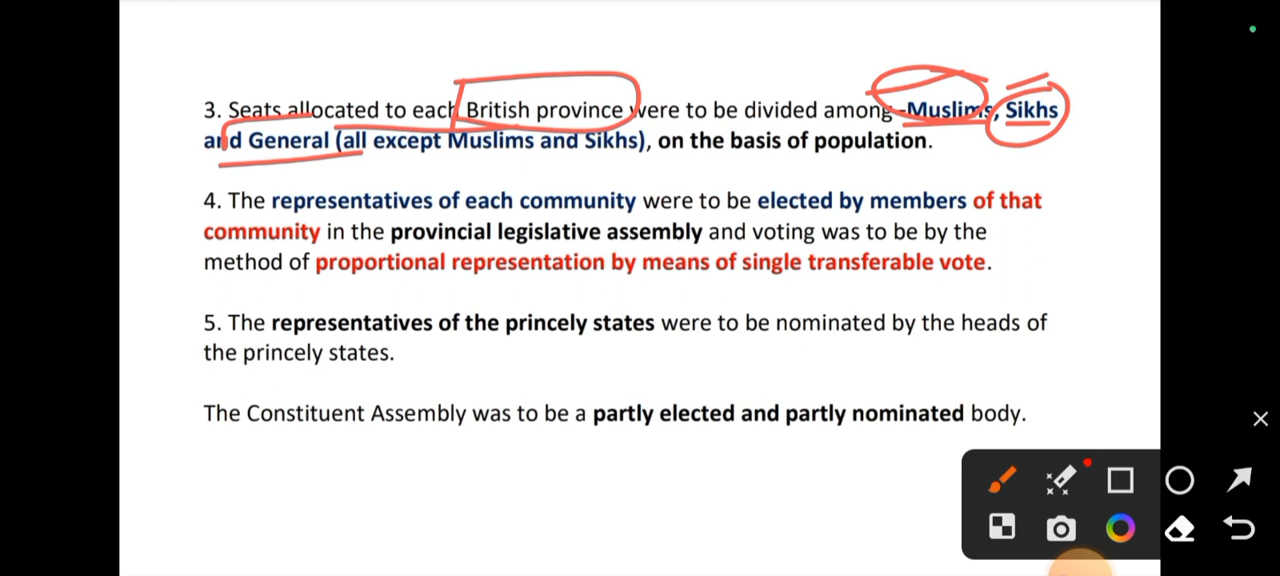 3. Seats allocated to each British province were to be divided among -Muslims, Sikhs
and General (all except Muslims and Sikhs), on the basis of population.
4. The representatives of each community were to be elected by members of that
community in the provincial legislative assembly and voting was to be by the
method of proportional representation by means of single transferable vote.
5. The representatives of the princely states were to be nominated by the heads of
the princely states.
The Constituent Assembly was to be a partly elected and partly nominated body.